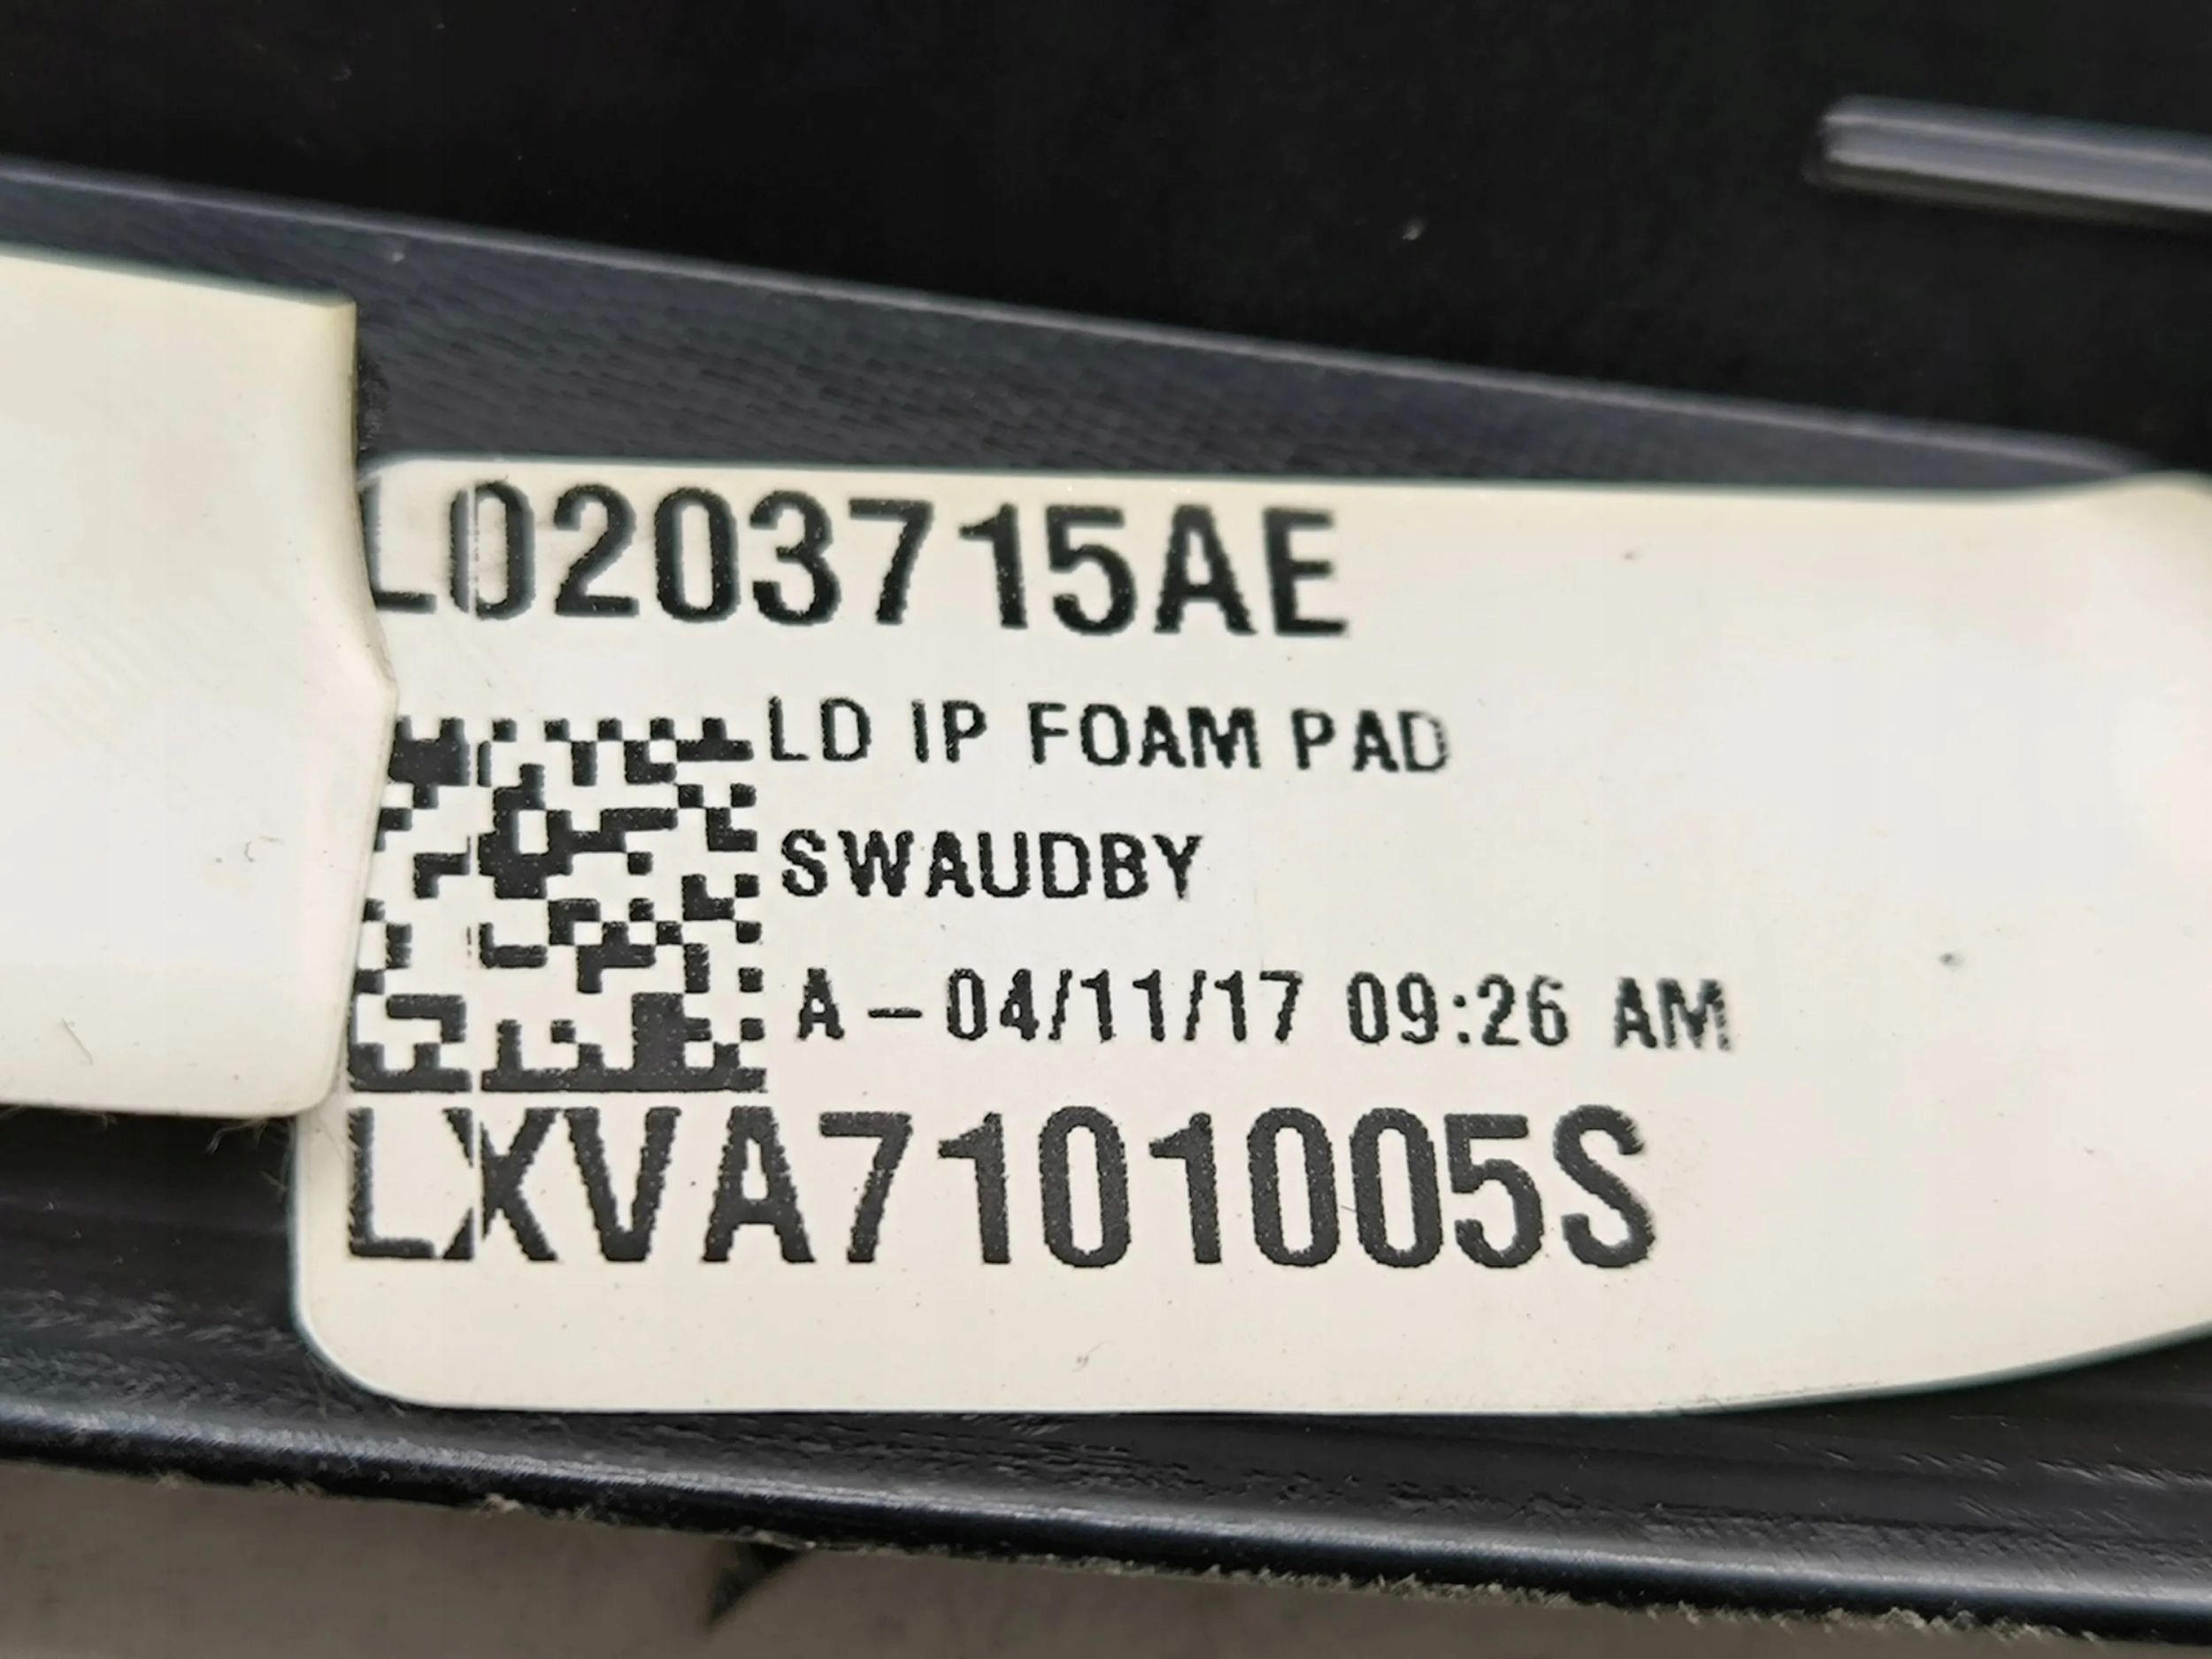 L0203715AE
LD IP FOAM PAD
SWAUDBY
A - 04/11/17 09:26 AM
LXVA7101005S